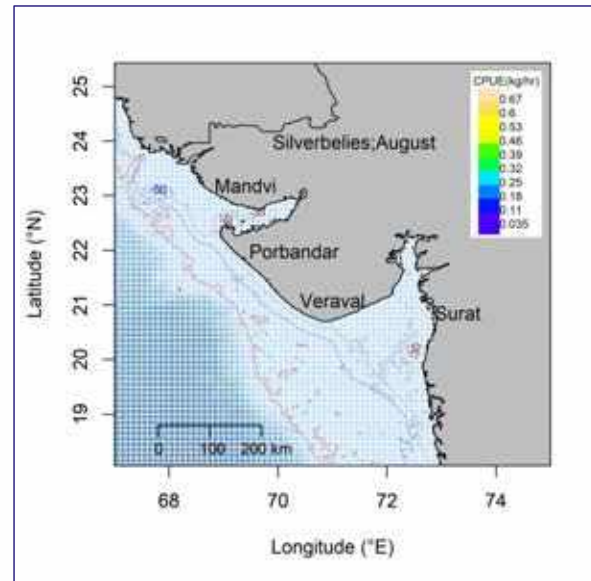 CPUE(kg/hr)
0.67
0.6
0.53
0.46
0.39
0.32
0.25
0.18
0.11
0.035
Silverbelies;August
Mandvi
Porbandar
Veraval
Surat
-50
0 100 200 km
25
24
23
22
21
20
19
Latitude (°N)
68 70 72 74
Longitude (°E)